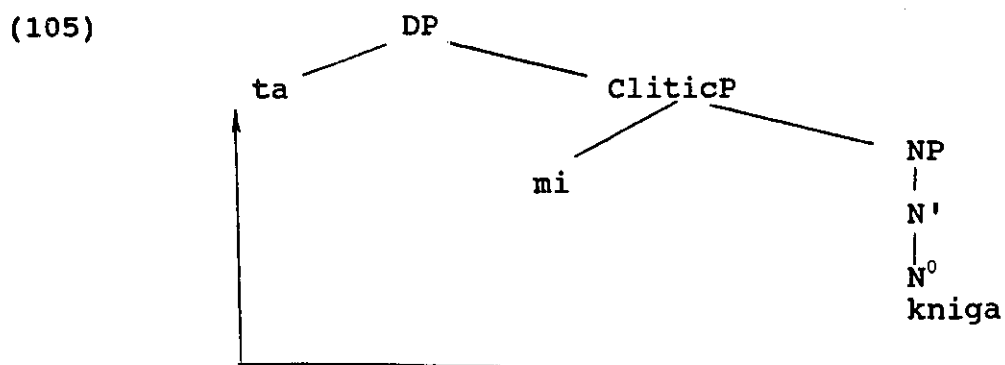 (105) DP
ta CliticP
mi NP
N'
N⁰
kniga